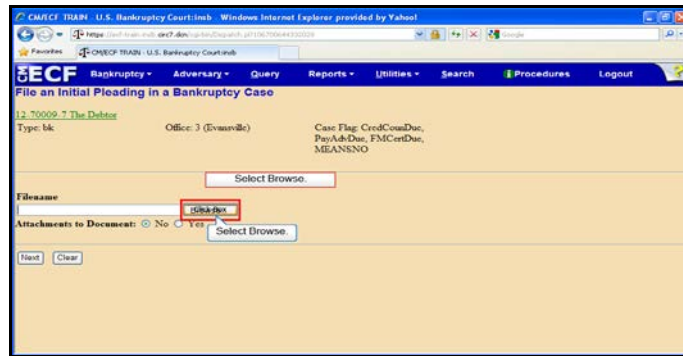 CM/ECF TRAIN - U.S. Bankruptcy Court:insb - Windows Internet Explorer provided by Yahoo!
Google
Favorites CM/ECF TRAIN - U.S. Bankruptcy Court:insb
CM/ECF Bankruptcy Adversary Query Reports Utilities Search Procedures Logout ?
File an Initial Pleading in a Bankruptcy Case
12-70009-7 The Debtor
Type: bk Office: 3 (Evansville) Case Flag: CredCounDue,
PayAdvDue, FMCertDue,
MEANSNO
Select Browse.
Filename
Attachments to Document: No Yes
Select Browse.
Next Clear